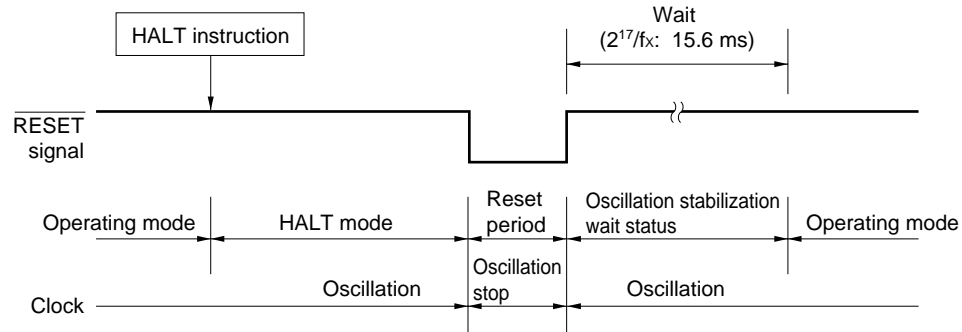 Wait
(2¹⁷/fx: 15.6 ms)
HALT instruction
RESET
signal
Operating mode
HALT mode
Reset
period
Oscillation stabilization
wait status
Operating mode
Clock
Oscillation
Oscillation
stop
Oscillation